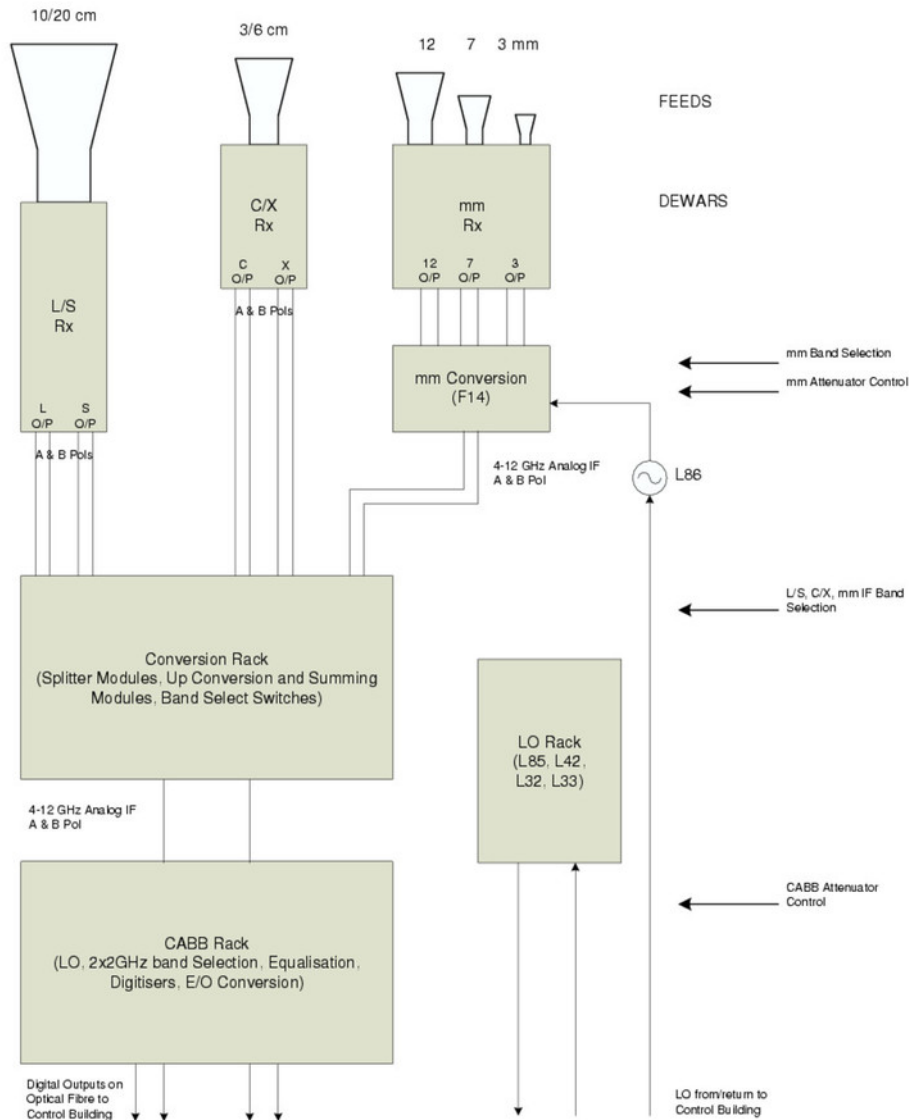 10/20 cm
3/6 cm
12 7 3 mm
FEEDS
DEWARS
C/X
Rx
mm
Rx
C X
O/P O/P
12 7 3
O/P O/P O/P
A & B Pols
L/S
Rx
mm Band Selection
mm Conversion
(F14)
mm Attenuator Control
L S
O/P O/P
A & B Pols
4-12 GHz Analog IF
A & B Pol
L86
L/S, C/X, mm IF Band
Selection
Conversion Rack
(Splitter Modules, Up Conversion and Summing
Modules, Band Select Switches)
LO Rack
(L85, L42,
L32, L33)
4-12 GHz Analog IF
A & B Pol
CABB Attenuator
Control
CABB Rack
(LO, 2x2GHz band Selection, Equalisation,
Digitisers, E/O Conversion)
Digital Outputs on
Optical Fibre to
Control Building
LO from/return to
Control Building